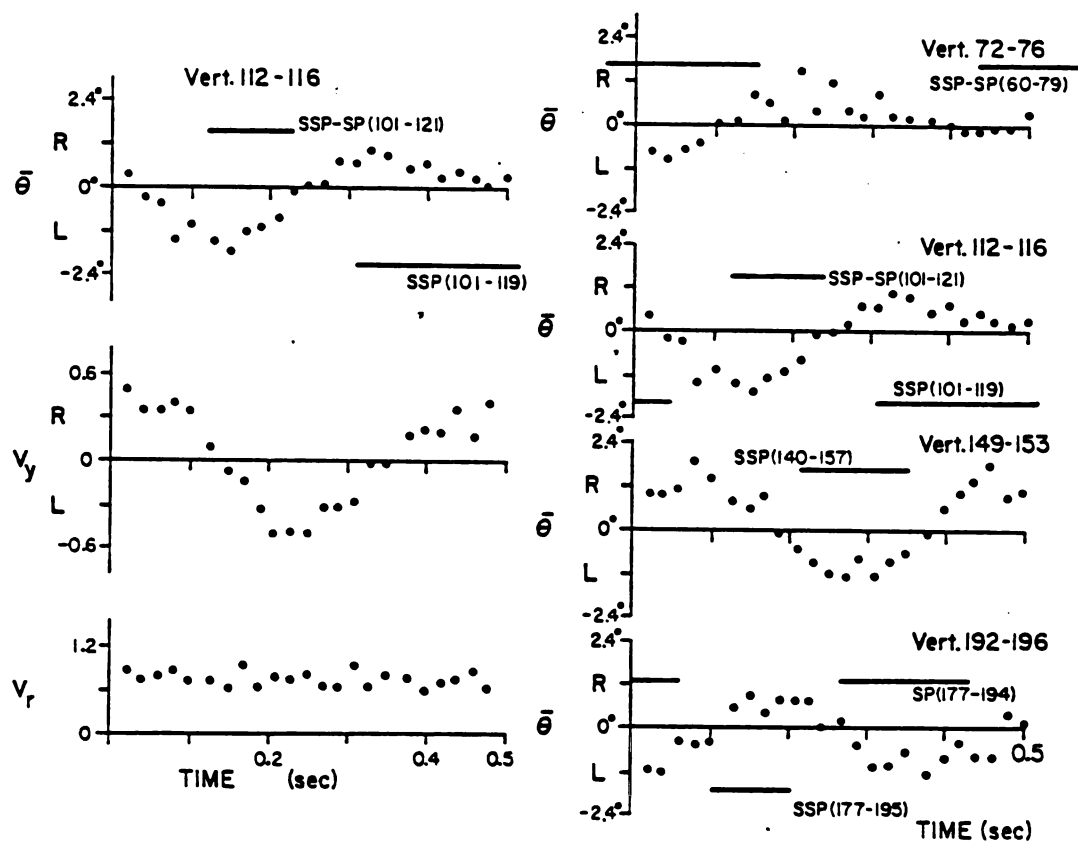 Vert. 112-116
2.4°
SSP-SP(101-121)
R
θ̄
0°
L
-2.4°
SSP(101-119)
0.6
R
Vy
0
L
-0.6
1.2
Vr
0
0.2
0.4
0.5
TIME (sec)
2.4°
Vert. 72-76
R
SSP-SP(60-79)
θ̄
0°
L
-2.4°
2.4°
Vert. 112-116
R
SSP-SP(101-121)
θ̄
0°
L
SSP(101-119)
-2.4°
2.4°
Vert. 149-153
SSP(140-157)
R
θ̄
0°
L
-2.4°
2.4°
Vert. 192-196
R
SP(177-194)
θ̄
0°
0.5
L
-2.4°
SSP(177-195)
TIME (sec)